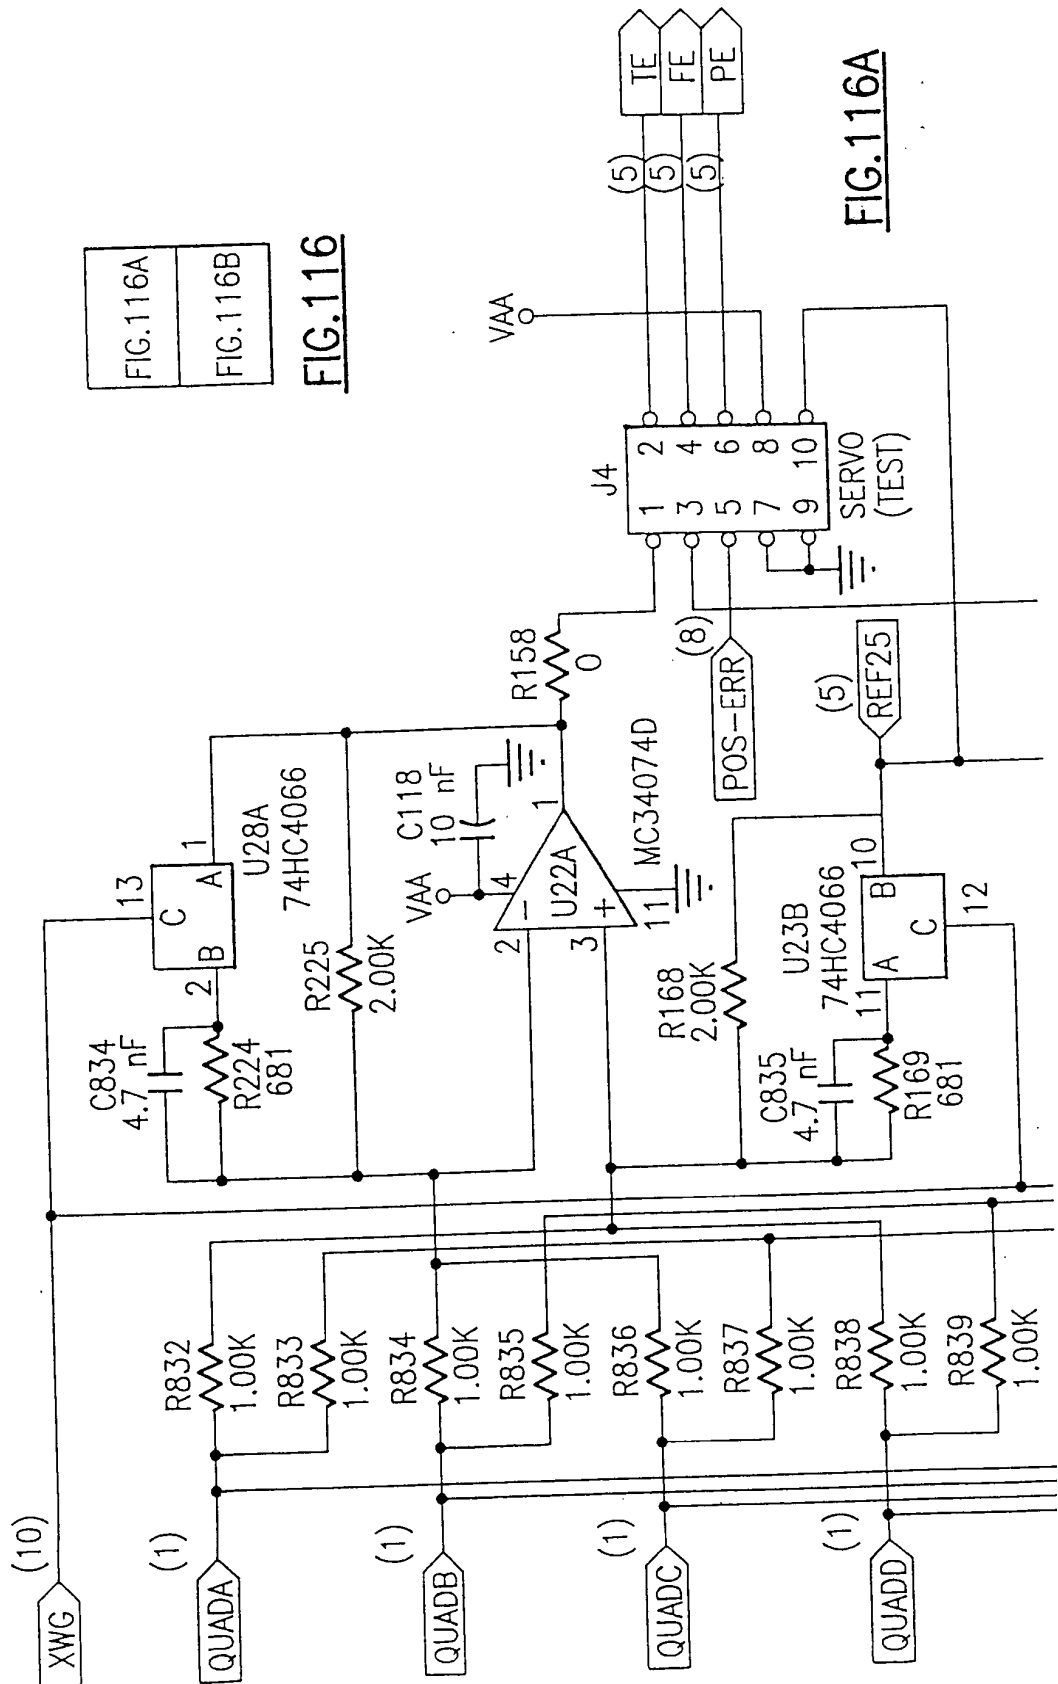 XWG
(10)
QUADA
(1)
QUADB
(1)
QUADC
(1)
QUADD
(1)
R832
1.00K
R833
1.00K
R834
1.00K
R835
1.00K
R836
1.00K
R837
1.00K
R838
1.00K
R839
1.00K
C834
4.7 nF
R224
681
2
B
C
A
13
1
U28A
74HC4066
R225
2.00K
VAA
C118
10 nF
2
3
4
11
1
−
+
U22A
MC34074D
R158
0
R168
2.00K
C835
4.7 nF
R169
681
11
A
B
C
10
12
U23B
74HC4066
(5)
REF25
POS-ERR
(8)
J4
1 2
3 4
5 6
7 8
9 10
SERVO
(TEST)
VAA
(5)
TE
(5)
FE
(5)
PE
FIG.116A
FIG.116B
FIG.116
FIG.116A